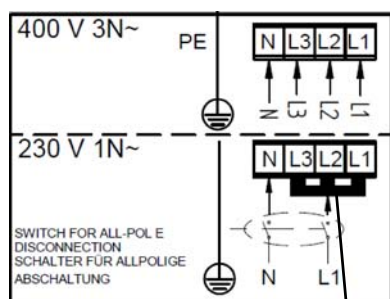 400 V 3N~
PE
N L3 L2 L1
N L3 L2 L1
230 V 1N~
N L3 L2 L1
SWITCH FOR ALL-POL E
DISCONNECTION
SCHALTER FÜR ALLPOLIGE
ABSCHALTUNG
N L1